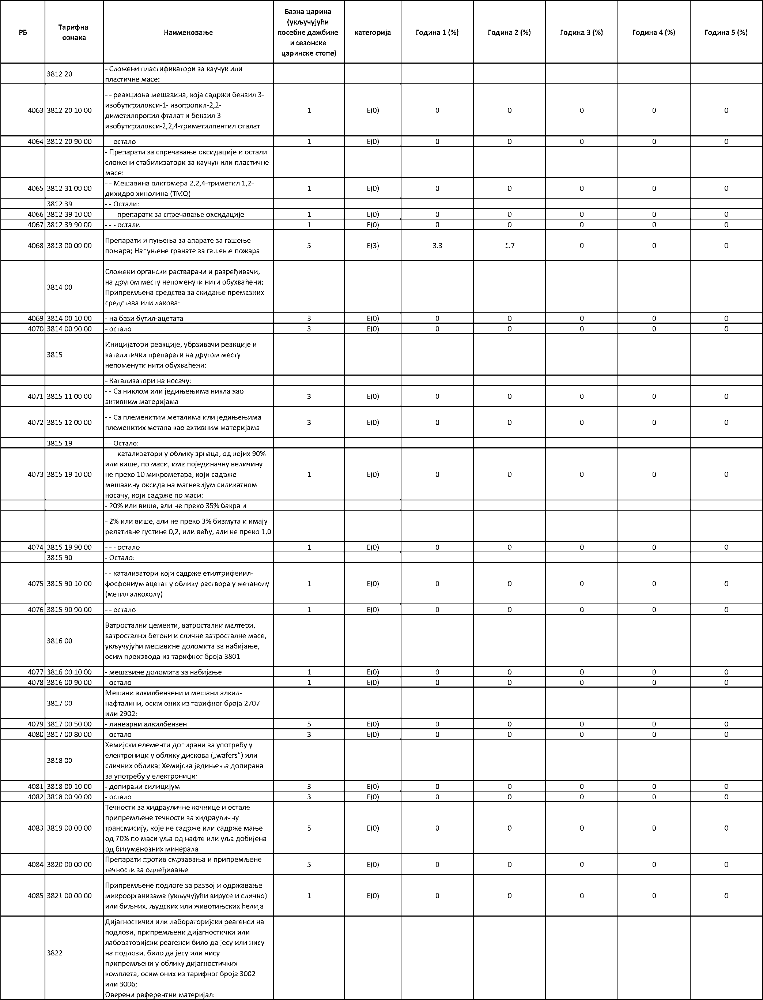 РБ Тарифна ознака Наименовање Базна царина (укључујући посебне дажбине и сезонске царинске стопе) категорија Година 1 (%) Година 2 (%) Година 3 (%) Година 4 (%) Година 5 (%)
3812 20 - Сложени пластификатори за каучук или
пластичне масе:
- - реакциона мешавина, која садржи бензил 3-
изобутирилокси-1- изопропил-2,2-
4063 3812 20 10 00 1 E(0) 0 0 0 0 0
диметилпропил фталат и бензил 3-
изобутирилокси-2,2,4-триметилпентил фталат
4064 3812 20 90 00 - - остало 1 E(0) 0 0 0 0 0
- Препарати за спречавање оксидације и остали
сложени стабилизатори за каучук или пластичне
масе:
4065 3812 31 00 00 - - Мешавина олигомера 2,2,4-триметил 1,2-
дихидро хинолина (TMQ) 1 E(0) 0 0 0 0 0
3812 39 - - Остали:
4066 3812 39 10 00 - - - препарати за спречавање оксидације 1 E(0) 0 0 0 0 0
4067 3812 39 90 00 - - - остали 1 E(0) 0 0 0 0 0
4068 3813 00 00 00 Препарати и пуњења за апарате за гашење
пожара; Напуњене гранате за гашење пожара 5 E(3) 3.3 1.7 0 0 0
3814 00 Сложени органски растварачи и разређивачи,
на другом месту непоменути нити обухваћени;
Припремљена средства за скидање премазних
средстава или лакова:
4069 3814 00 10 00 - на бази бутил-ацетата 3 E(0) 0 0 0 0 0
4070 3814 00 90 00 - остало 3 E(0) 0 0 0 0 0
3815 Иницијатори реакције, убрзивачи реакције и
каталитички препарати на другом месту
непоменути нити обухваћени:
- Катализатори на носачу:
4071 3815 11 00 00 - - Са никлом или једињењима никла као
активним материјама 3 E(0) 0 0 0 0 0
4072 3815 12 00 00 - - Са племенитим металима или једињењима
племенитих метала као активним материјама 3 E(0) 0 0 0 0 0
3815 19 - - Остало:
4073 3815 19 10 00 - - - катализатори у облику зрнаца, од којих 90%
или више, по маси, има појединачну величину
не преко 10 микрометара, који садрже
мешавину оксида на магнезијум силикатном
носачу, који садрже по маси: 1 E(0) 0 0 0 0 0
- 20% или више, али не преко 35% бакра и
- 2% или више, али не преко 3% бизмута и имају
релативне густине 0,2, или већу, али не преко 1,0
4074 3815 19 90 00 - - - остало 1 E(0) 0 0 0 0 0
3815 90 - Остало:
4075 3815 90 10 00 - - катализатори који садрже етилтрифенил-
фосфониум ацетат у облику раствора у метанолу
(метил алкохолу) 1 E(0) 0 0 0 0 0
4076 3815 90 90 00 - - остало 1 E(0) 0 0 0 0 0
3816 00 Ватростални цементи, ватростални малтери,
ватростални бетони и сличне ватросталне масе,
укључујући мешавине доломита за набијање,
осим производа из тарифног броја 3801
4077 3816 00 10 00 - мешавине доломита за набијање 1 E(0) 0 0 0 0 0
4078 3816 00 90 00 - остало 1 E(0) 0 0 0 0 0
3817 00 Мешани алкилбензени и мешани алкил-
нафталини, осим оних из тарифног броја 2707
или 2902:
4079 3817 00 50 00 - линеарни алкилбензен 5 E(0) 0 0 0 0 0
4080 3817 00 80 00 - остало 3 E(0) 0 0 0 0 0
3818 00 Хемијски елементи допирани за употребу у
електроници у облику дискова („wafers”) или
сличних облика; Хемијска једињења допирана
за употребу у електроници:
4081 3818 00 10 00 - допирани силицијум 3 E(0) 0 0 0 0 0
4082 3818 00 90 00 - остало 3 E(0) 0 0 0 0 0
4083 3819 00 00 00 Течности за хидрауличне кочнице и остале
припремљене течности за хидрауличну
трансмисију, које не садрже или садрже мање
од 70% по маси уља од нафте или уља добијена
од битуменозних минерала 5 E(0) 0 0 0 0 0
4084 3820 00 00 00 Препарати против смрзавања и припремљене
течности за одлеђивање 5 E(0) 0 0 0 0 0
4085 3821 00 00 00 Припремљене подлоге за развој и одржавање
микроорганизама (укључујући вирусе и слично)
или биљних, људских или животињских ћелија 1 E(0) 0 0 0 0 0
3822 Дијагностички или лабораторијски реагенси на
подлози, припремљени дијагностички или
лабораторијски реагенси било да јесу или нису
на подлози, било да јесу или нису
припремљени у облику дијагностичких
комплета, осим оних из тарифног броја 3002
или 3006;
Оверени референтни материјал: